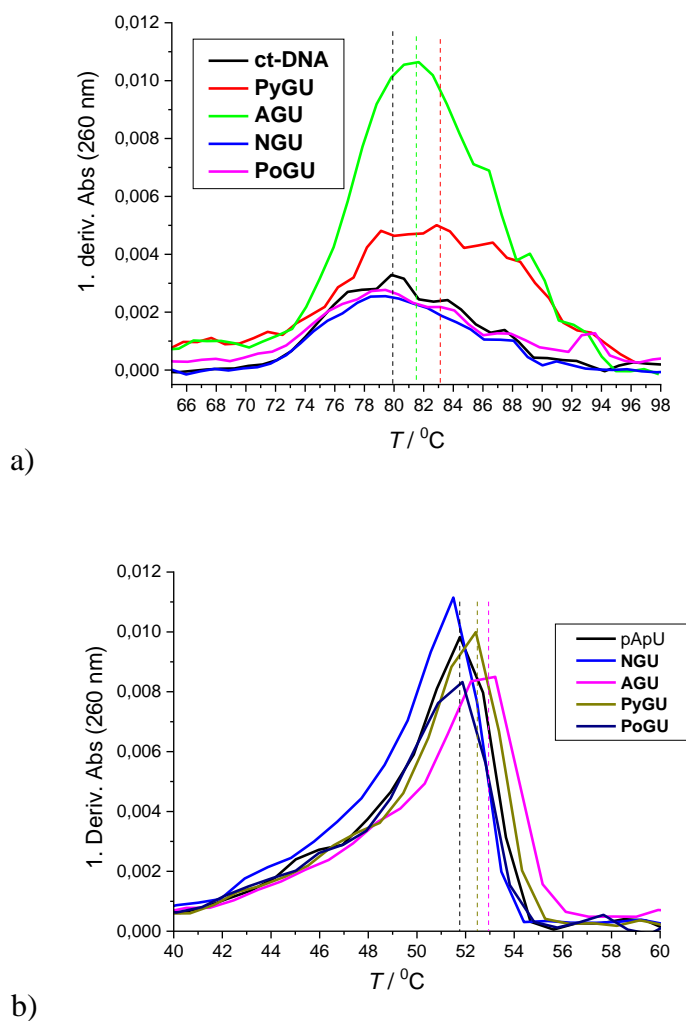 0,012
0,010
0,008
0,006
0,004
0,002
0,000
1. deriv. Abs (260 nm)
ct-DNA
PyGU
AGU
NGU
PoGU
66 68 70 72 74 76 78 80 82 84 86 88 90 92 94 96 98
T / ⁰C
a)
0,012
0,010
0,008
0,006
0,004
0,002
0,000
1. Deriv. Abs (260 nm)
pApU
NGU
AGU
PyGU
PoGU
40 42 44 46 48 50 52 54 56 58 60
T / ⁰C
b)